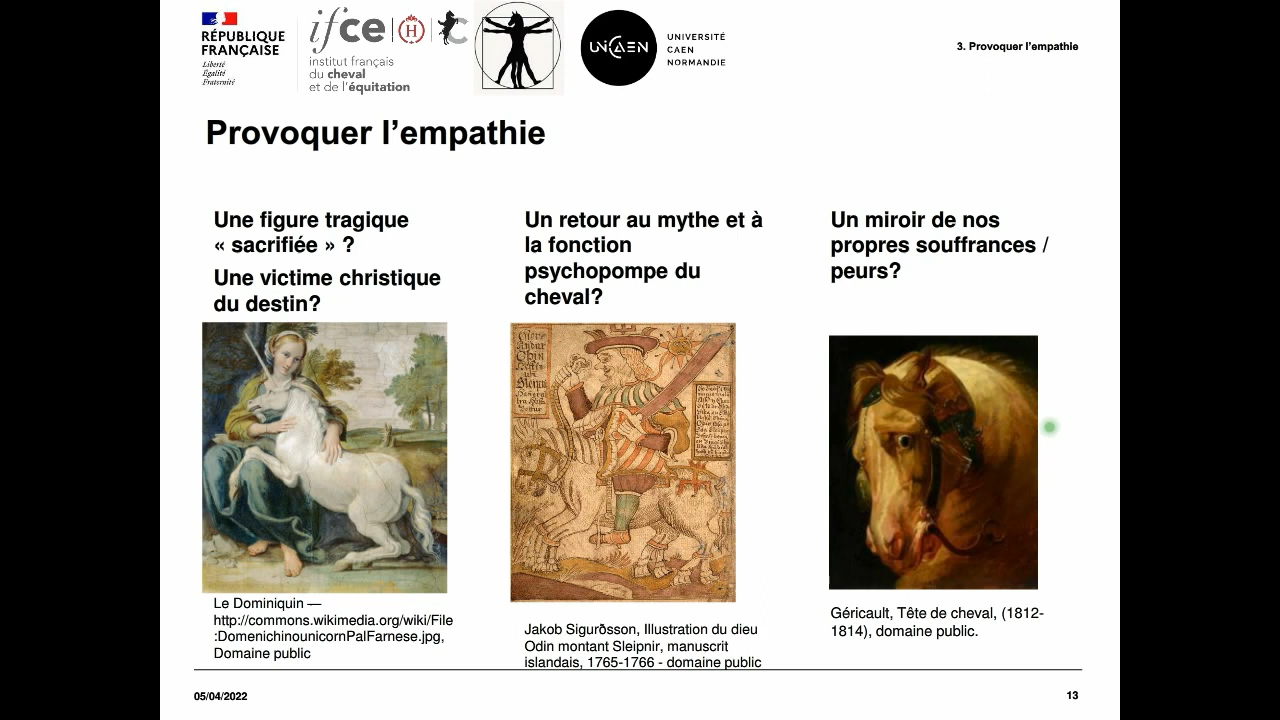 RÉPUBLIQUE
FRANÇAISE
Liberté
Égalité
Fraternité
ifce
H
institut français
du cheval
et de l'équitation
UNICAEN
UNIVERSITÉ
CAEN
NORMANDIE
3. Provoquer l'empathie
Provoquer l'empathie
Une figure tragique
« sacrifiée » ?
Une victime christique
du destin?
Un retour au mythe et à
la fonction
psychopompe du
cheval?
Un miroir de nos
propres souffrances /
peurs?
Le Dominiquin —
http://commons.wikimedia.org/wiki/File
:DomenichinounicornPalFarnese.jpg,
Domaine public
Jakob Sigurðsson, Illustration du dieu
Odin montant Sleipnir, manuscrit
islandais, 1765-1766 - domaine public
Géricault, Tête de cheval, (1812-
1814), domaine public.
05/04/2022
13